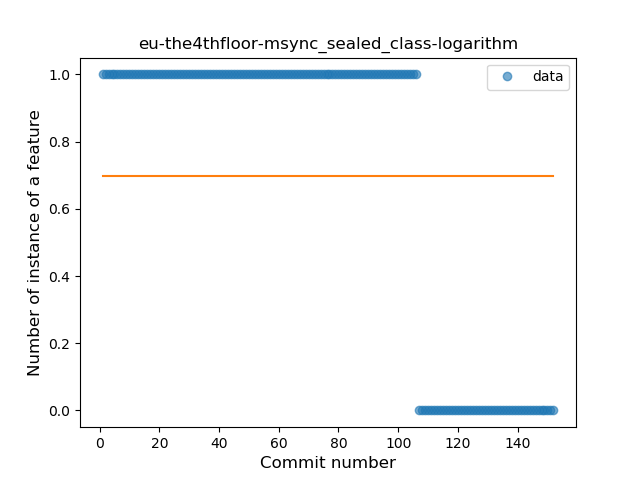 eu-the4thfloor-msync_sealed_class-logarithm
data
Number of instance of a feature
1.0
0.8
0.6
0.4
0.2
0.0
0 20 40 60 80 100 120 140
Commit number